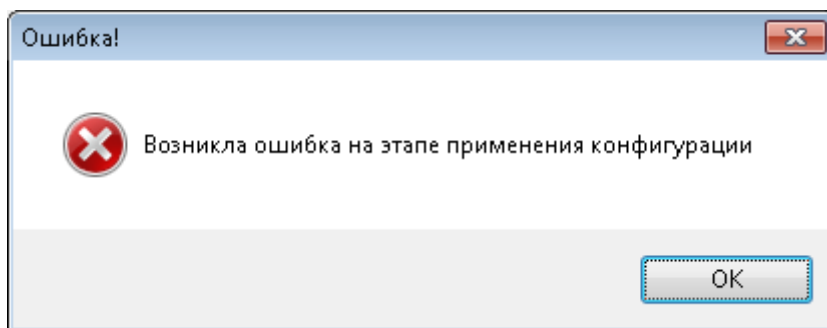 Ошибка!
Возникла ошибка на этапе применения конфигурации
OK